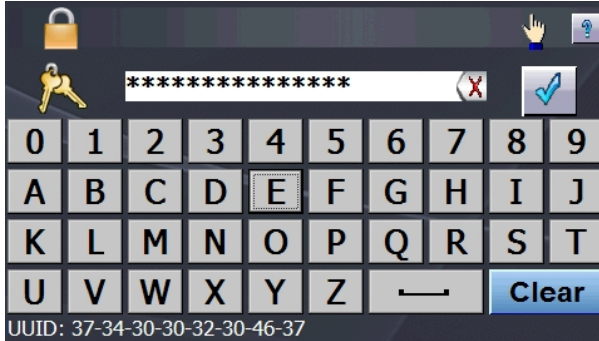 ?
***************
X
0 1 2 3 4 5 6 7 8 9
A B C D E F G H I J
K L M N O P Q R S T
U V W X Y Z Clear
UUID: 37-34-30-30-32-30-46-37